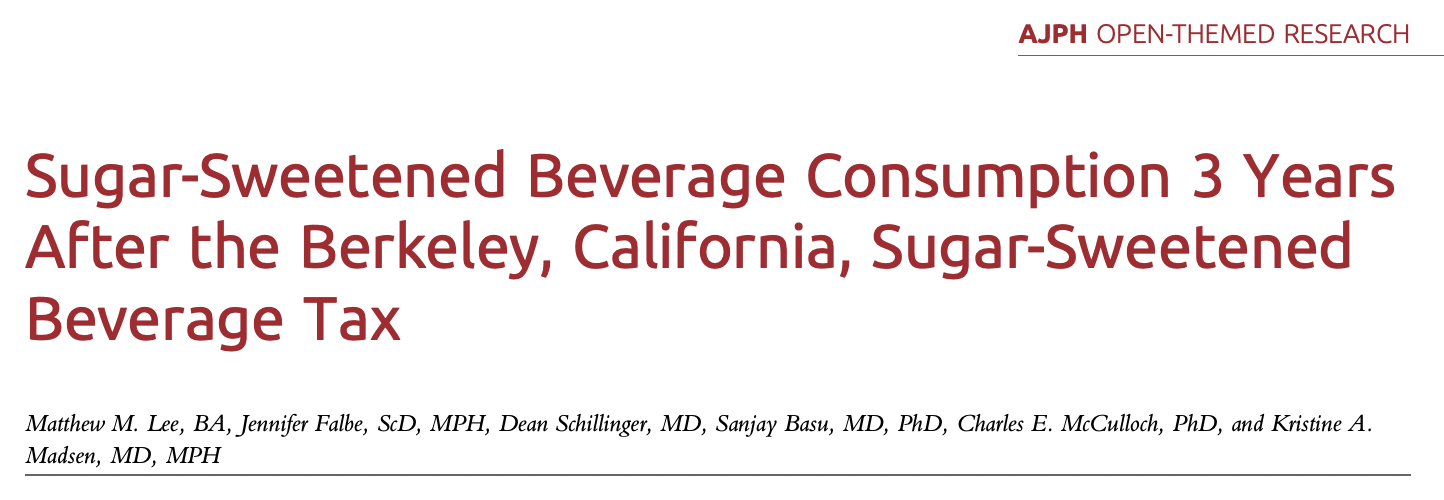 AJPH OPEN-THEMED RESEARCH
Sugar-Sweetened Beverage Consumption 3 Years
After the Berkeley, California, Sugar-Sweetened
Beverage Tax
Matthew M. Lee, BA, Jennifer Falbe, ScD, MPH, Dean Schillinger, MD, Sanjay Basu, MD, PhD, Charles E. McCulloch, PhD, and Kristine A.
Madsen, MD, MPH